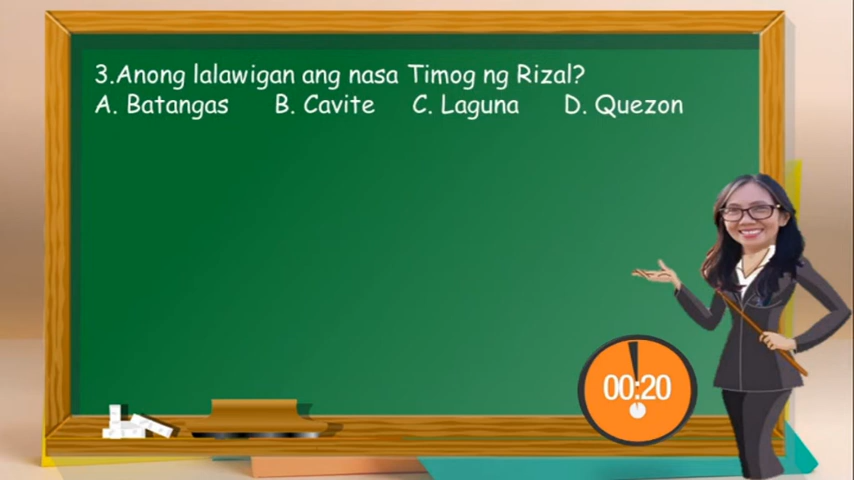 3.Anong lalawigan ang nasa Timog ng Rizal?
A. Batangas B. Cavite C. Laguna D. Quezon
00:20